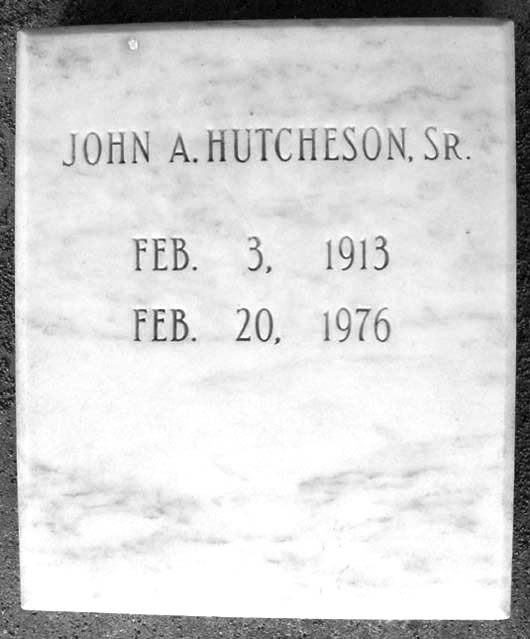 JOHN A. HUTCHESON, SR.
FEB. 3, 1913
FEB. 20, 1976